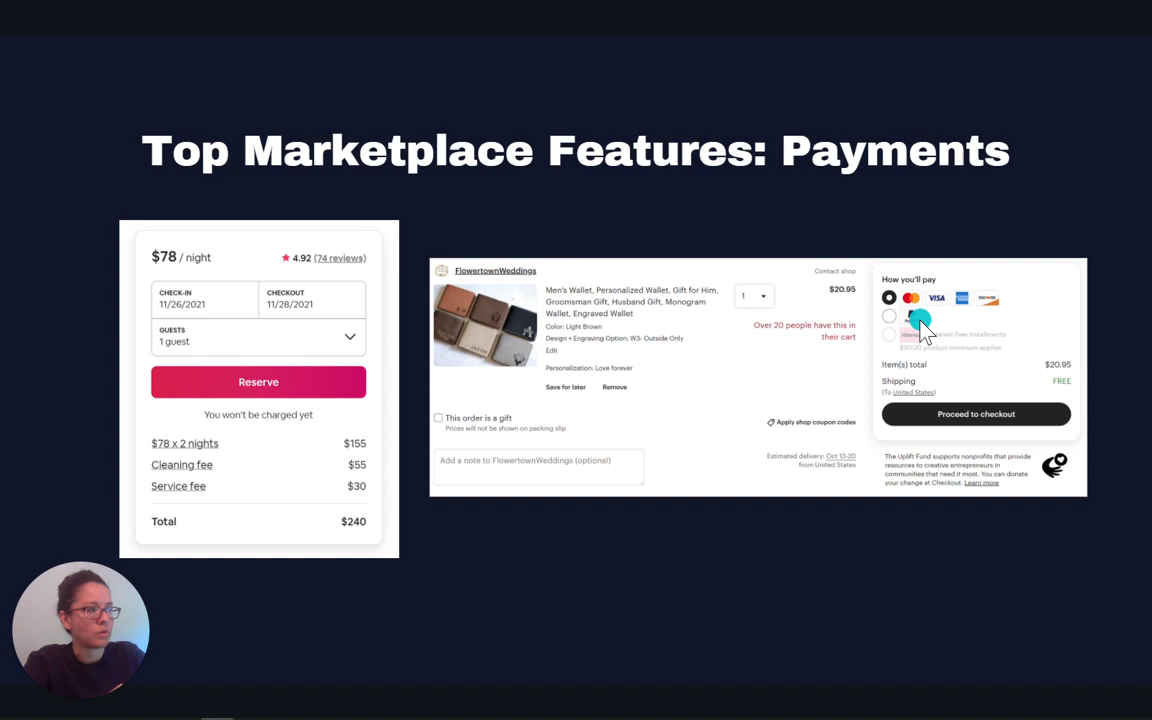 Top Marketplace Features: Payments
$78 / night
4.92 (74 reviews)
CHECK-IN
11/26/2021
CHECKOUT
11/28/2021
GUESTS
1 guest
Reserve
You won't be charged yet
$78 x 2 nights $155
Cleaning fee $55
Service fee $30
Total $240
FlowertownWeddings
Contact shop
Men's Wallet, Personalized Wallet, Gift for Him,
Groomsman Gift, Husband Gift, Monogram
Wallet, Engraved Wallet
Color: Light Brown
Design + Engraving Option: W3- Outside Only
Edit
Personalization: Love forever
Save for later Remove
1
$20.95
Over 20 people have this in
their cart
This order is a gift
Prices will not be shown on packing slip
Apply shop coupon codes
Add a note to FlowertownWeddings (optional)
Estimated delivery: Oct 13-20
from United States
How you'll pay
VISA
DISCOVER
installments
$50.00 product minimum applies
Item(s) total $20.95
Shipping FREE
(To United States)
Proceed to checkout
The Uplift Fund supports nonprofits that provide
resources to creative entrepreneurs in
communities that need it most. You can donate
your change at Checkout. Learn more